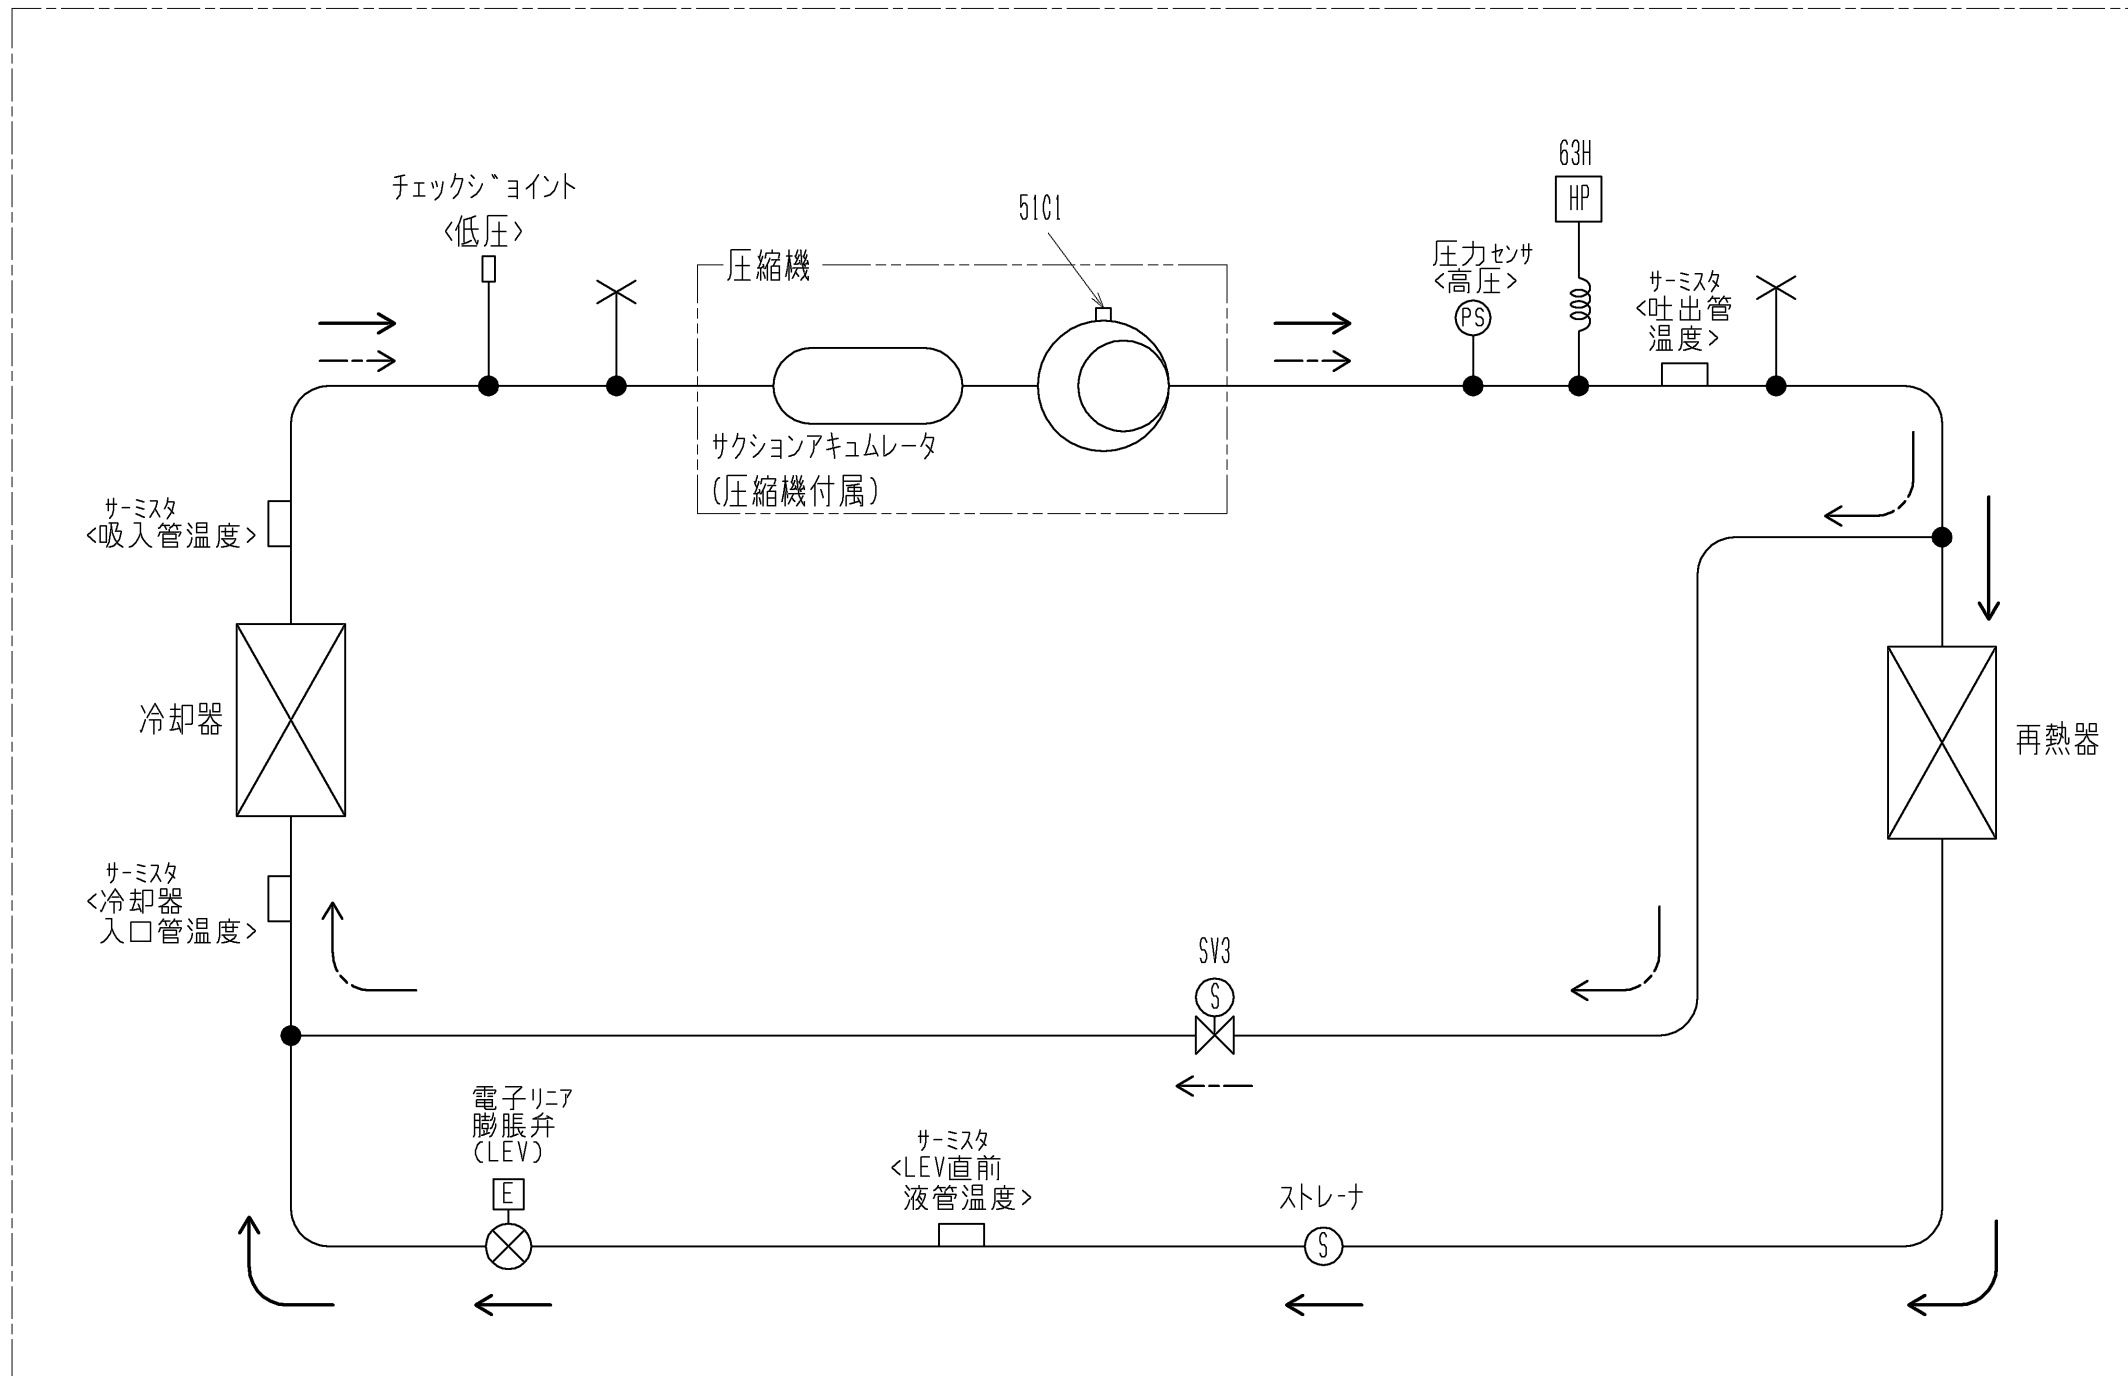 63H
HP
チェックジョイント
<低圧>
51C1
圧縮機
圧力センサ
<高圧>
PS
サーミスタ
<吐出管
温度>
サクションアキュムレータ
(圧縮機付属)
サーミスタ
<吸入管温度>
冷却器
再熱器
サーミスタ
<冷却器
入口管温度>
SV3
S
電子リニア
膨脹弁
(LEV)
E
サーミスタ
<LEV直前
液管温度>
ストレーナ
S